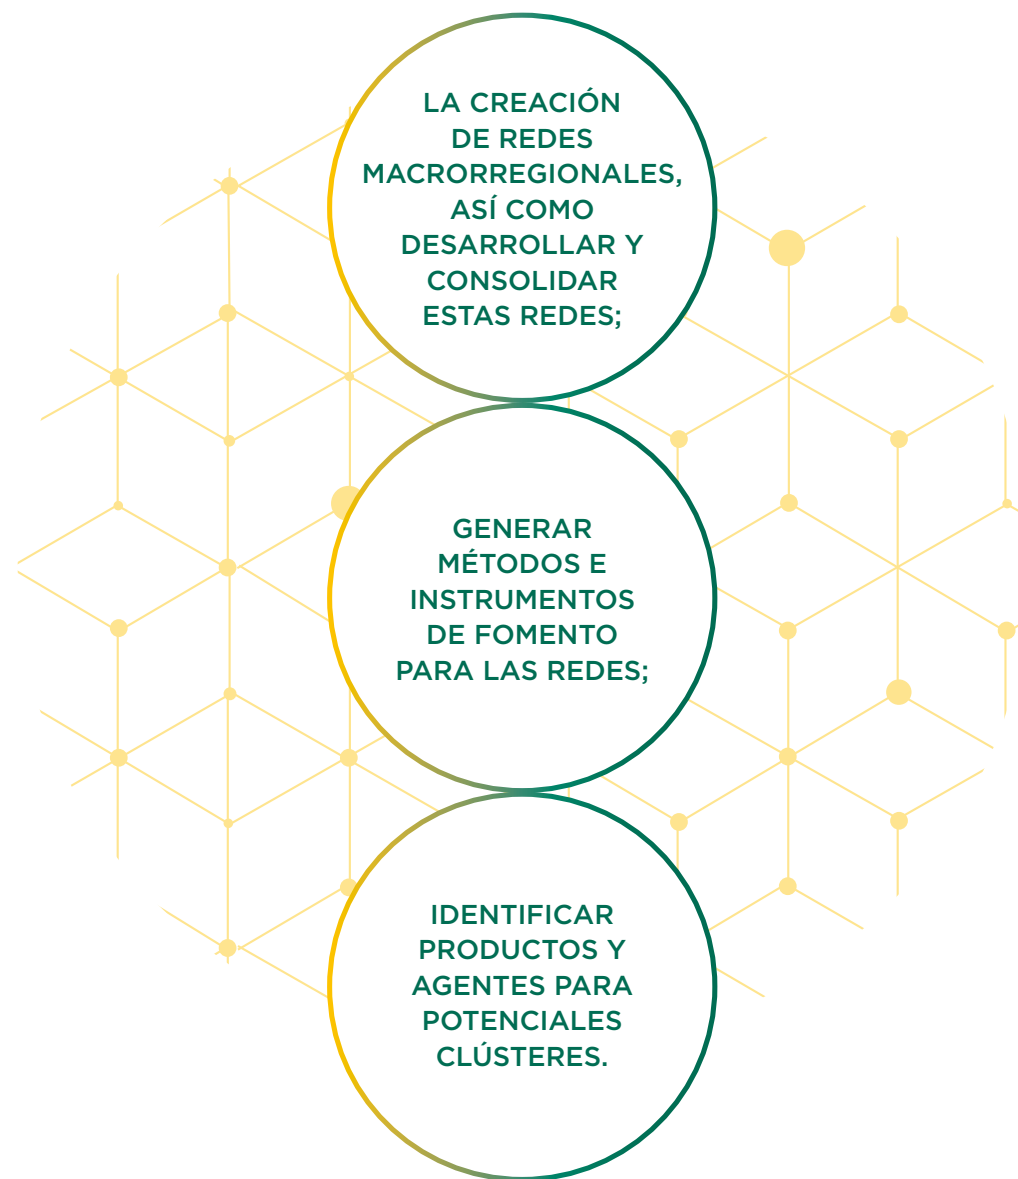 LA CREACIÓN
DE REDES
MACRORREGIONALES,
ASÍ COMO
DESARROLLAR Y
CONSOLIDAR
ESTAS REDES;
GENERAR
MÉTODOS E
INSTRUMENTOS
DE FOMENTO
PARA LAS REDES;
IDENTIFICAR
PRODUCTOS Y
AGENTES PARA
POTENCIALES
CLÚSTERES.